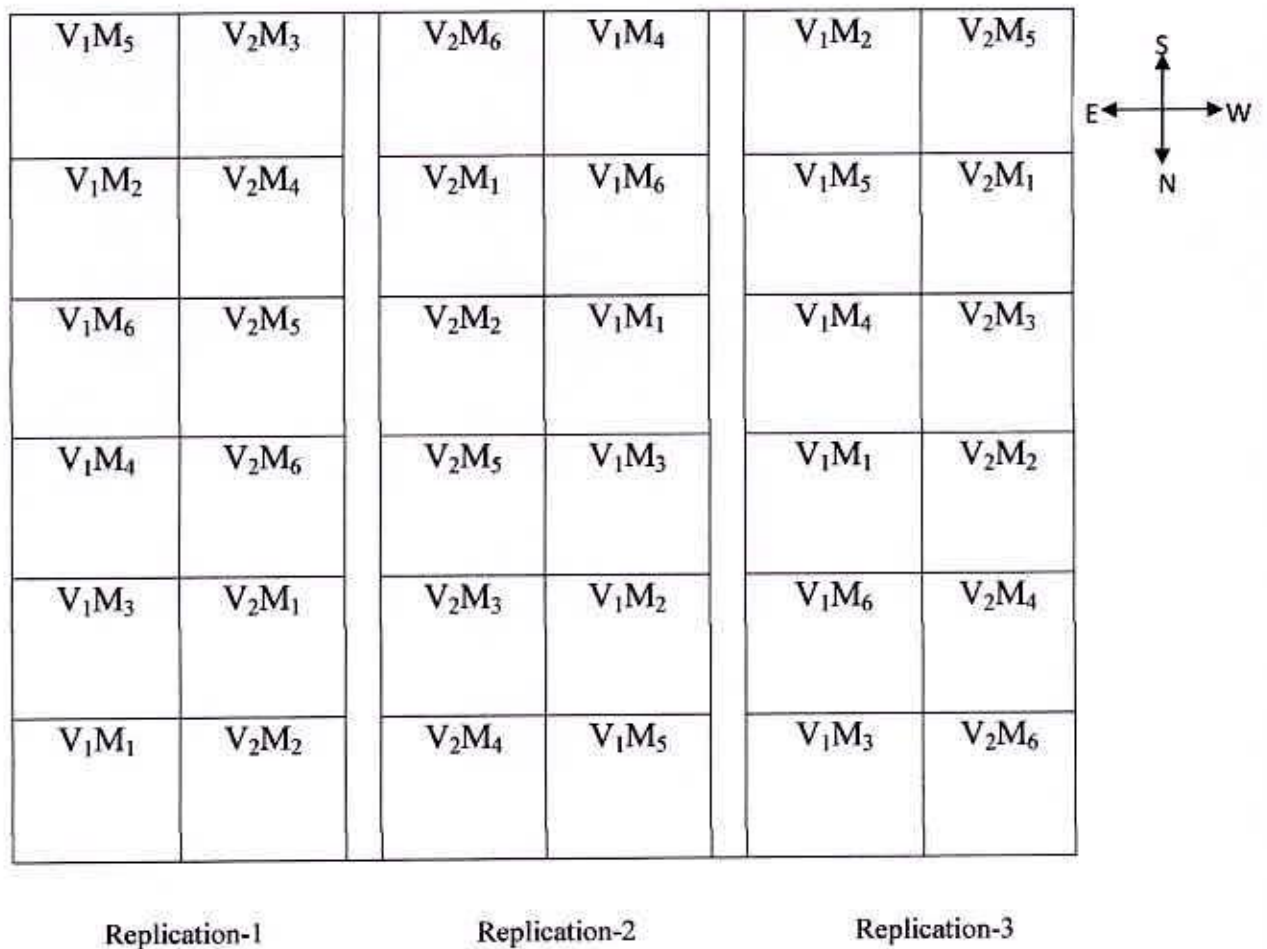 V₁M₅ V₂M₃ V₂M₆ V₁M₄ V₁M₂ V₂M₅
S
E W
N
V₁M₂ V₂M₄ V₂M₁ V₁M₆ V₁M₅ V₂M₁
V₁M₆ V₂M₅ V₂M₂ V₁M₁ V₁M₄ V₂M₃
V₁M₄ V₂M₆ V₂M₅ V₁M₃ V₁M₁ V₂M₂
V₁M₃ V₂M₁ V₂M₃ V₁M₂ V₁M₆ V₂M₄
V₁M₁ V₂M₂ V₂M₄ V₁M₅ V₁M₃ V₂M₆
Replication-1 Replication-2 Replication-3